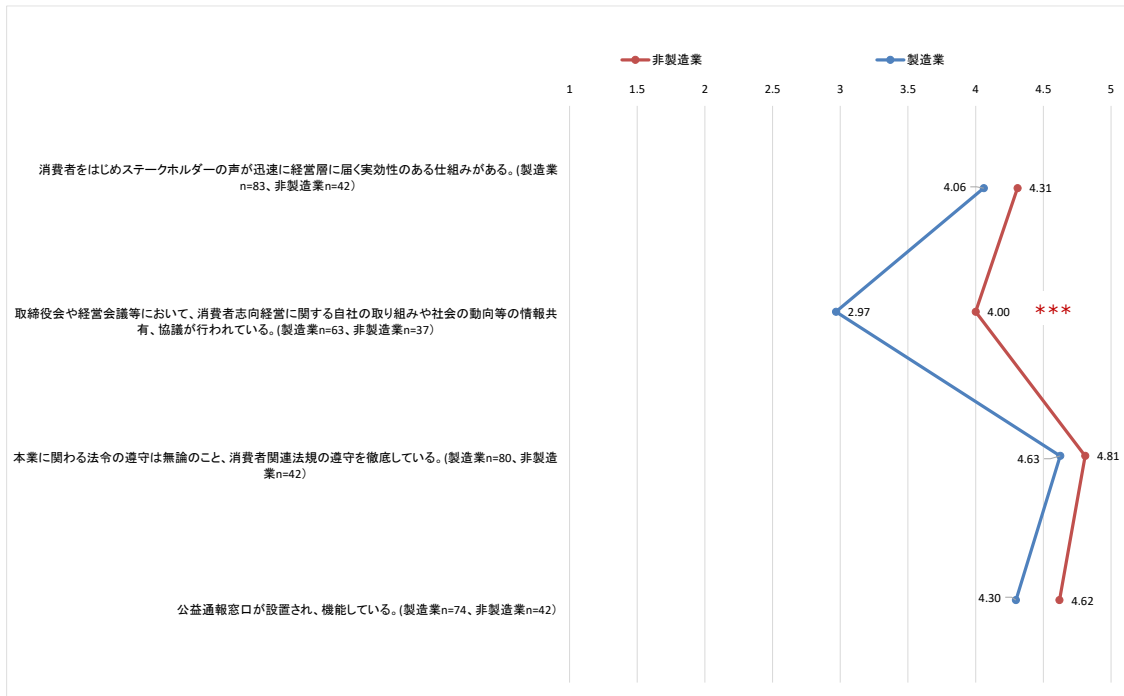 非製造業 製造業
1 1.5 2 2.5 3 3.5 4 4.5 5
消費者をはじめステークホルダーの声が迅速に経営層に届く実効性のある仕組みがある。(製造業
n=83、非製造業n=42)
4.06 4.31
取締役会や経営会議等において、消費者志向経営に関する自社の取り組みや社会の動向等の情報共
有、協議が行われている。(製造業n=63、非製造業n=37)
2.97 4.00 ***
本業に関わる法令の遵守は無論のこと、消費者関連法規の遵守を徹底している。(製造業n=80、非製造
業n=42)
4.63 4.81
公益通報窓口が設置され、機能している。(製造業n=74、非製造業n=42)
4.30 4.62